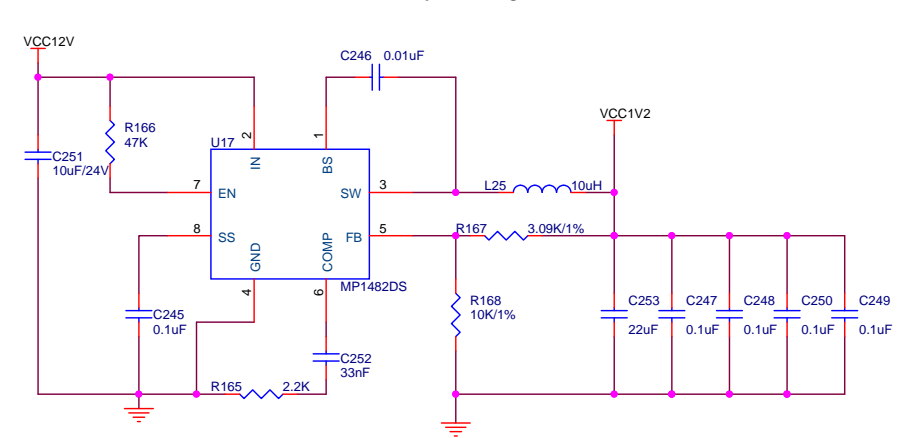 VCC12V
C246 0.01uF
VCC1V2
R166
47K
U17
2
1
C251
10uF/24V
IN
BS
7
EN
SW
3
L25
10uH
8
SS
FB
5
R167
3.09K/1%
GND
COMP
4
6
MP1482DS
R168
10K/1%
C245
0.1uF
C253
22uF
C247
0.1uF
C248
0.1uF
C250
0.1uF
C249
0.1uF
C252
33nF
R165
2.2K